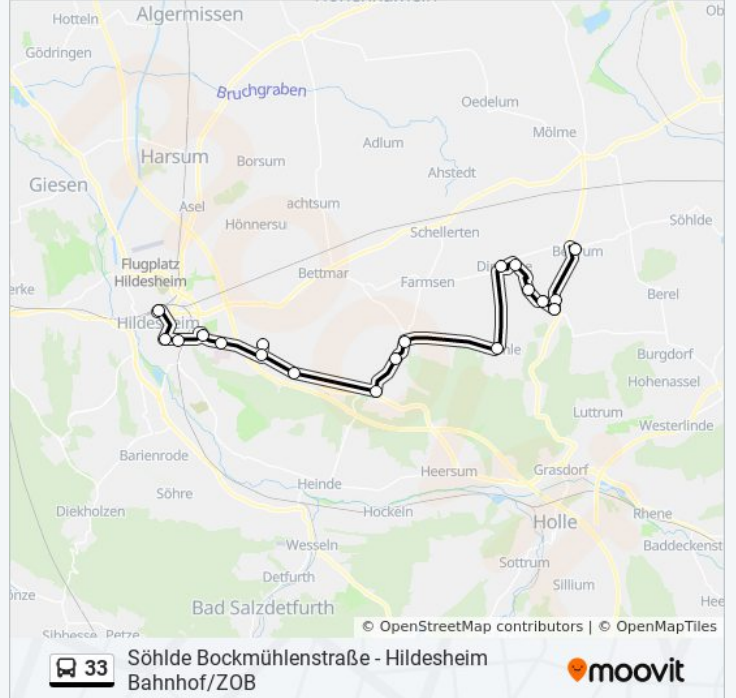 Hotteln
Algermissen
Gödringen
Bruchgraben
Oedelum
Mölme
Harsum
Borsum
Adlum
Ahstedt
Giesen
Asel
achtsum
Hönnersu
Söhlde
Schellerten
Flugplatz
Hildesheim
Bettmar
Farmsen
Berel
Burgdorf
Hohenassel
Luttrum
Westerlinde
Barienrode
Söhre
Heinde
Heersum
Grasdorf
Diekholzen
Hockeln
Holle
Rhene
Wesseln
Baddeckenst
Detfurth
Sottrum
Sillium
Bad Salzdetfurth
© OpenStreetMap contributors | © OpenMapTiles
33
Söhlde Bockmühlenstraße - Hildesheim
Bahnhof/ZOB
moovit